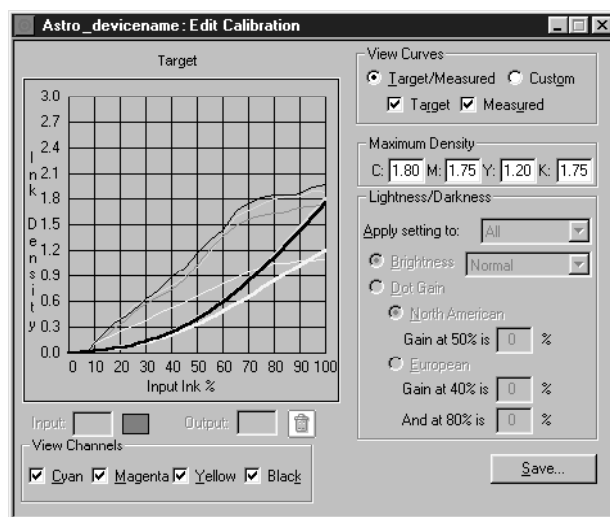 Astro_devicename: Edit Calibration
Target
3.0
2.7
2.4
2.1
1.8
1.5
1.2
0.9
0.6
0.3
0.0
Ink Density
0 10 20 30 40 50 60 70 80 90 100
Input Ink %
Input: Output:
View Channels
Cyan Magenta Yellow Black
View Curves
Target/Measured Custom
Target Measured
Maximum Density
C: 1.80 M: 1.75 Y: 1.20 K: 1.75
Lightness/Darkness
Apply setting to: All
Brightness Normal
Dot Gain
North American
Gain at 50% is 0 %
European
Gain at 40% is 0 %
And at 80% is 0 %
Save...